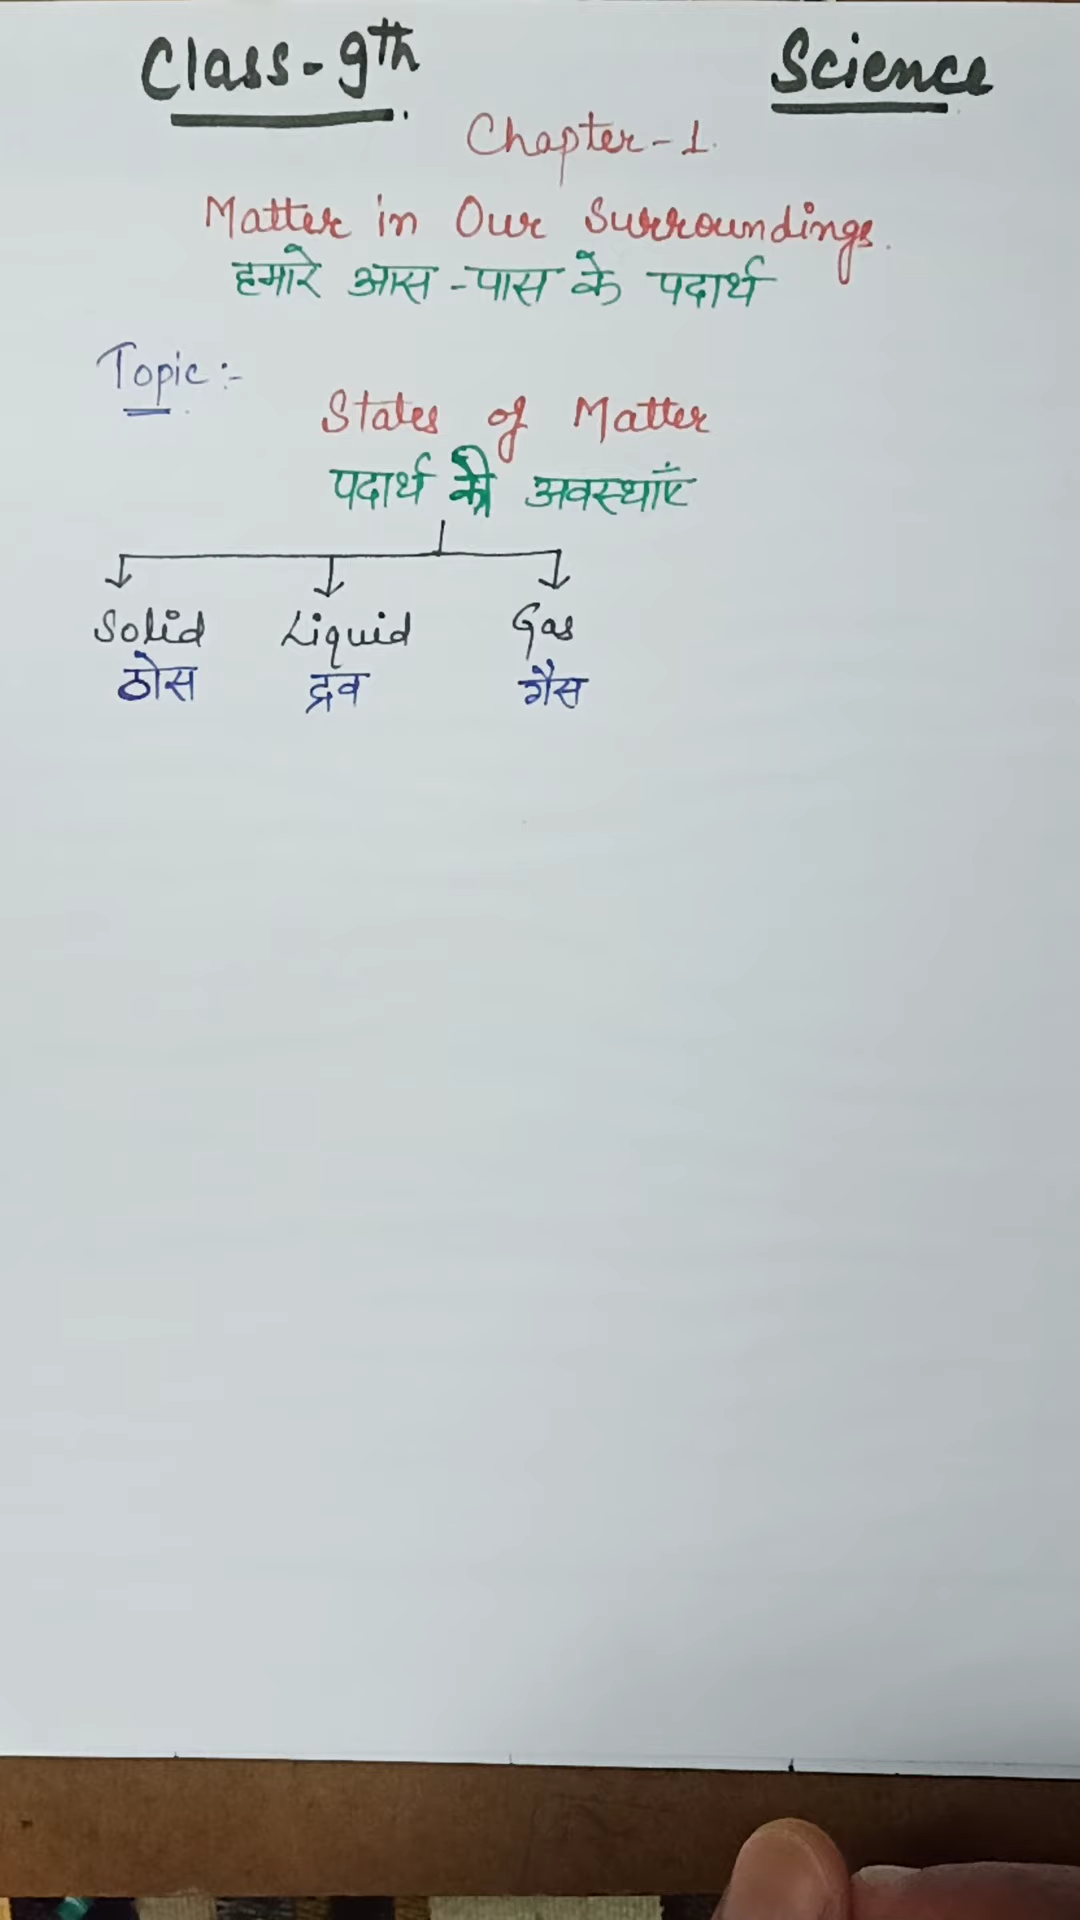 Class-9th Science
Chapter-1.
Matter in Our Surroundings.
हमारे आस-पास के पदार्थ
Topic:-
States of Matter
पदार्थ की अवस्थाएँ
Solid Liquid Gas
ठोस द्रव गैस